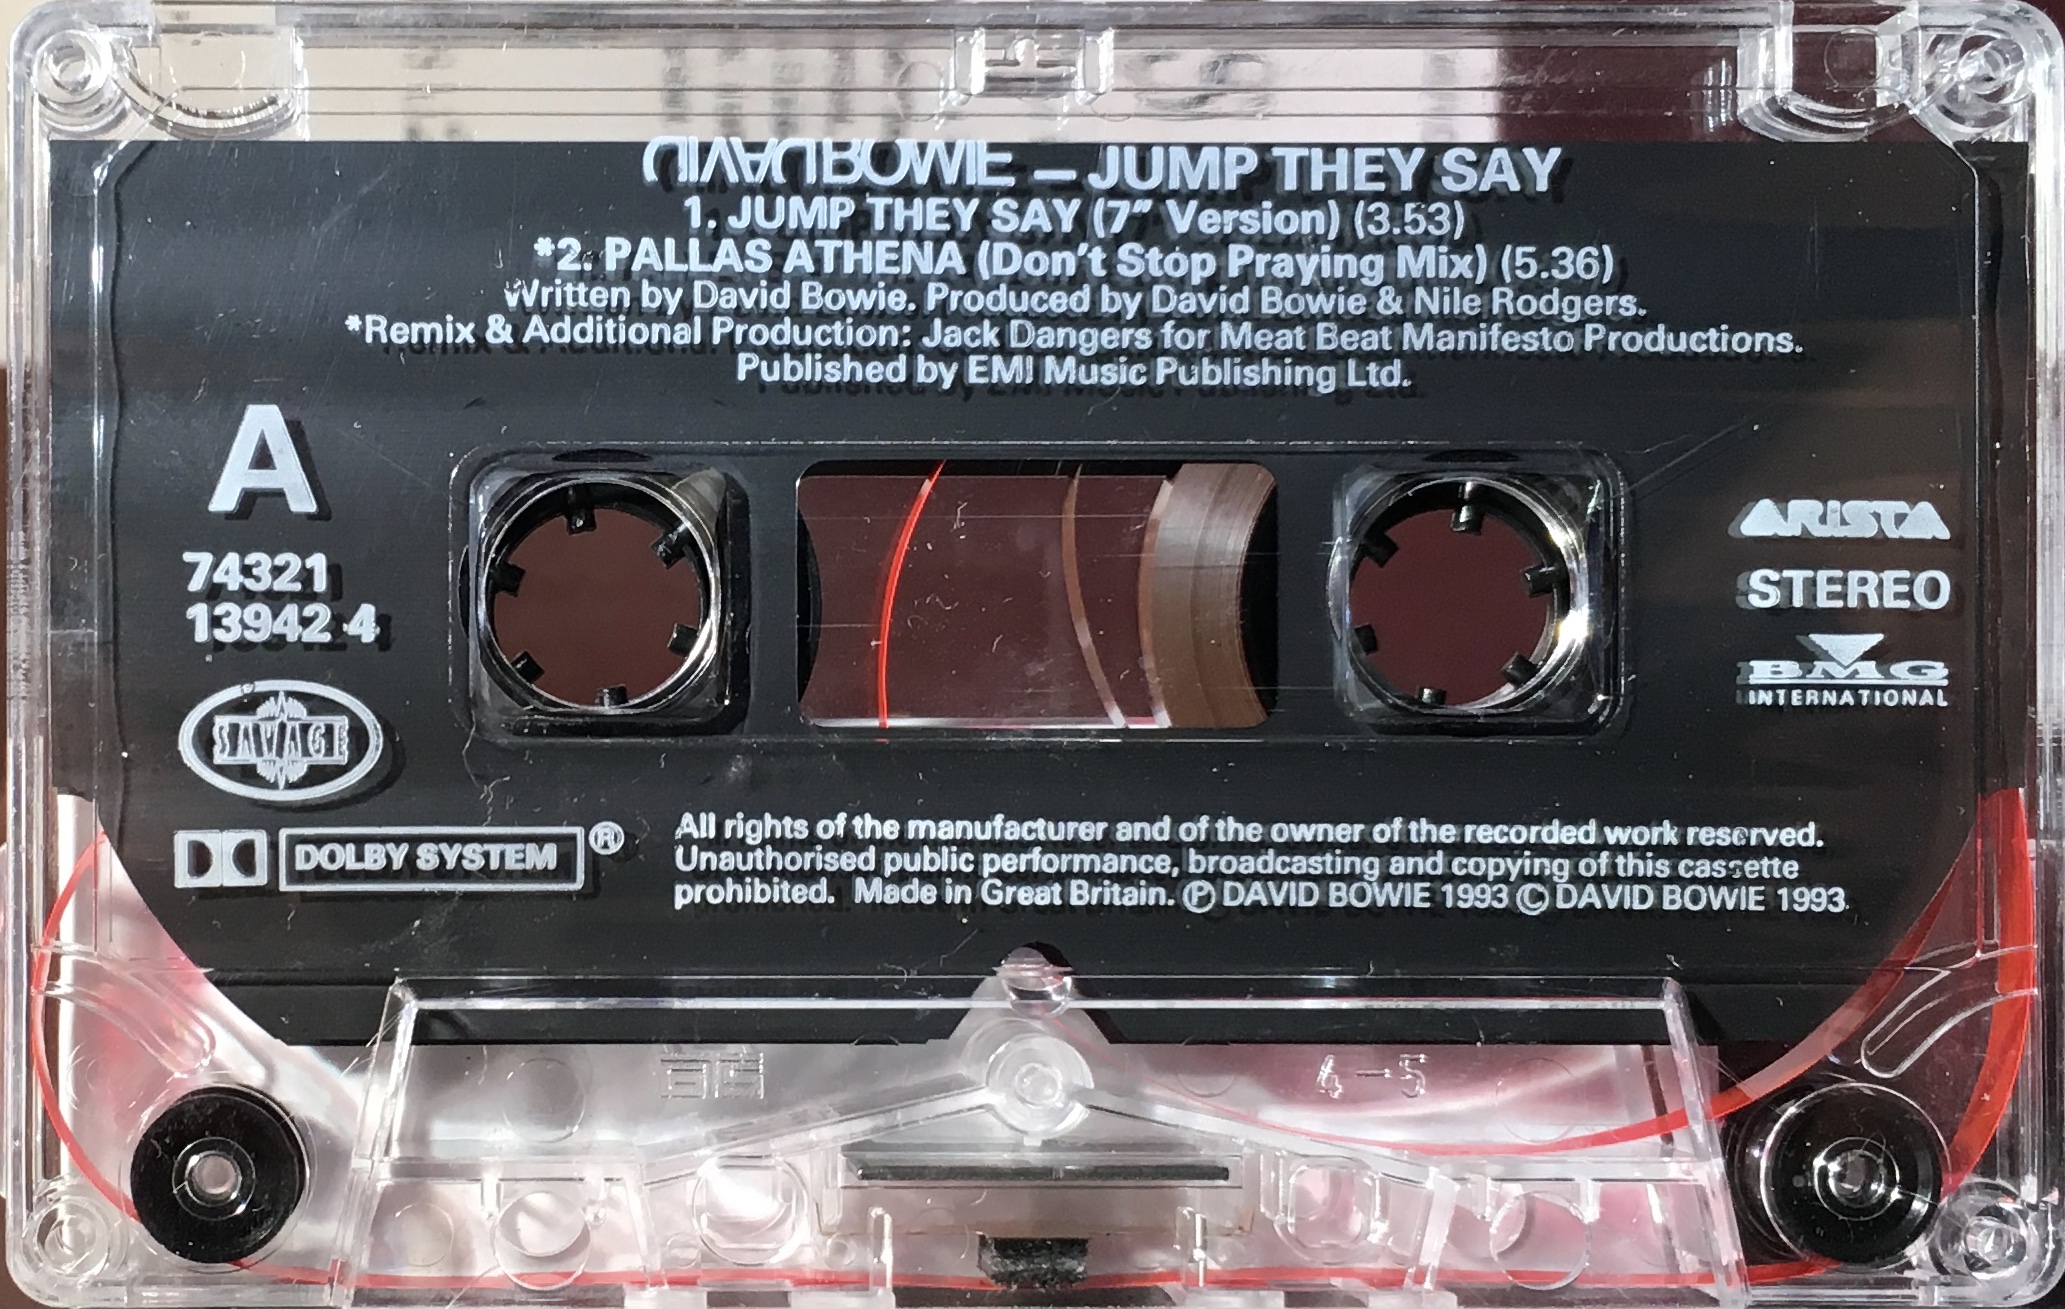 DAVID BOWIE – JUMP THEY SAY
1. JUMP THEY SAY (7” Version) (3.53)
*2. PALLAS ATHENA (Don't Stop Praying Mix) (5.36)
Written by David Bowie. Produced by David Bowie & Nile Rodgers.
*Remix & Additional Production: Jack Dangers for Meat Beat Manifesto Productions.
Published by EMI Music Publishing Ltd.
A
74321
13942 4
SAVAGE
ARISTA
STEREO
BMG
INTERNATIONAL
DOLBY SYSTEM ®
All rights of the manufacturer and of the owner of the recorded work reserved.
Unauthorised public performance, broadcasting and copying of this cassette
prohibited. Made in Great Britain. Ⓟ DAVID BOWIE 1993 © DAVID BOWIE 1993.
4-5